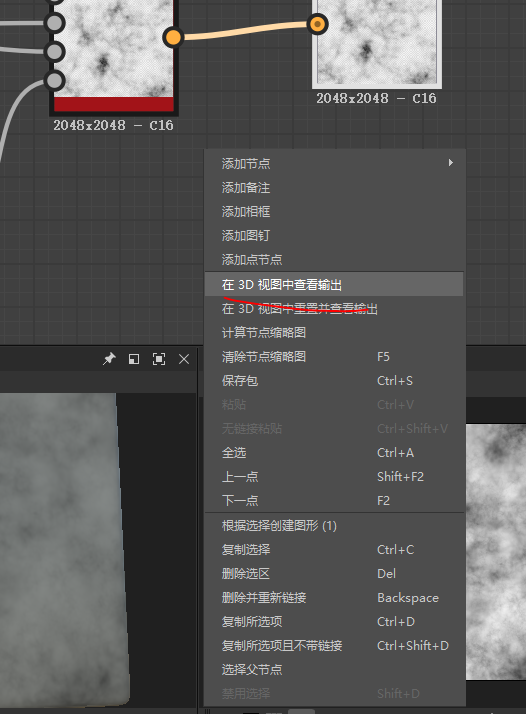 2048x2048 - C16
2048x2048 - C16
添加节点
添加备注
添加相框
添加图钉
添加点节点
在 3D 视图中查看输出
在 3D 视图中重置并查看输出
计算节点缩略图
清除节点缩略图 F5
保存包 Ctrl+S
粘贴 Ctrl+V
无链接粘贴 Ctrl+Shift+V
全选 Ctrl+A
上一点 Shift+F2
下一点 F2
根据选择创建图形 (1)
复制选择 Ctrl+C
删除选区 Del
删除并重新链接 Backspace
复制所选项 Ctrl+D
复制所选项且不带链接 Ctrl+Shift+D
选择父节点
禁用选择 Shift+D